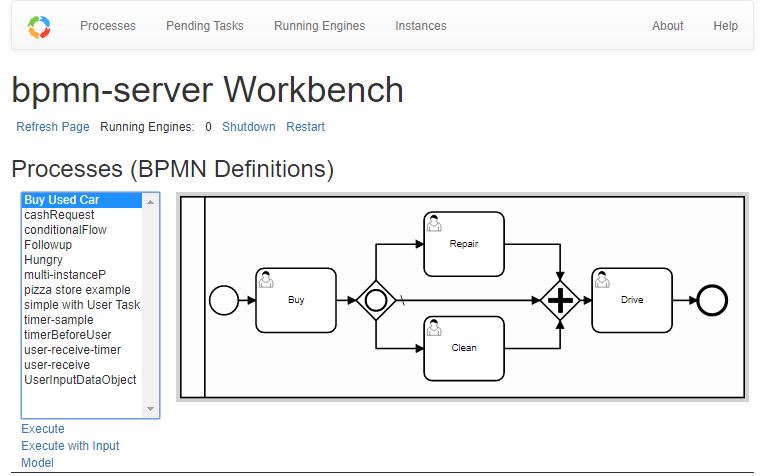 Processes Pending Tasks Running Engines Instances About Help
bpmn-server Workbench
Refresh Page Running Engines: 0 Shutdown Restart
Processes (BPMN Definitions)
Buy Used Car
cashRequest
conditionalFlow
Followup
Hungry
multi-instanceP
pizza store example
simple with User Task
timer-sample
timerBeforeUser
user-receive-timer
user-receive
UserInputDataObject
Repair
Buy
Drive
Clean
Execute
Execute with Input
Model